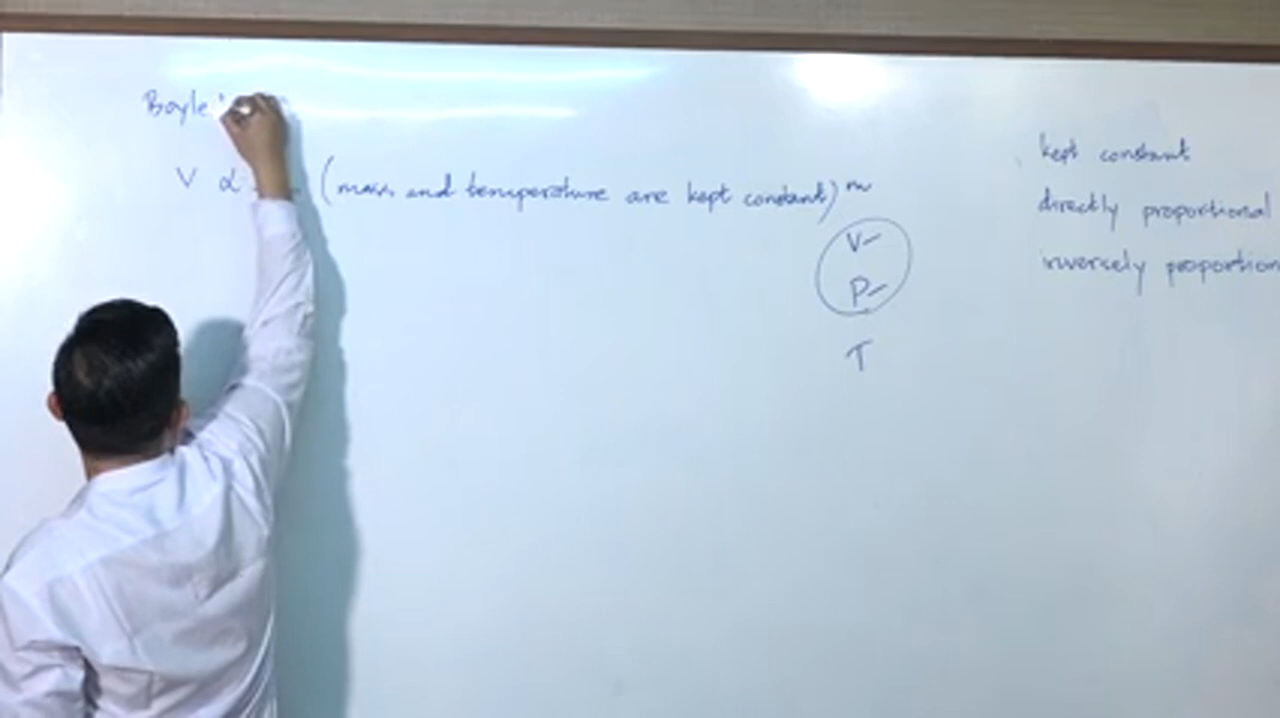 Boyle'
V α (mass and temperature are kept constant)
m
V
P
T
kept constant
directly proportional
inversely proportion